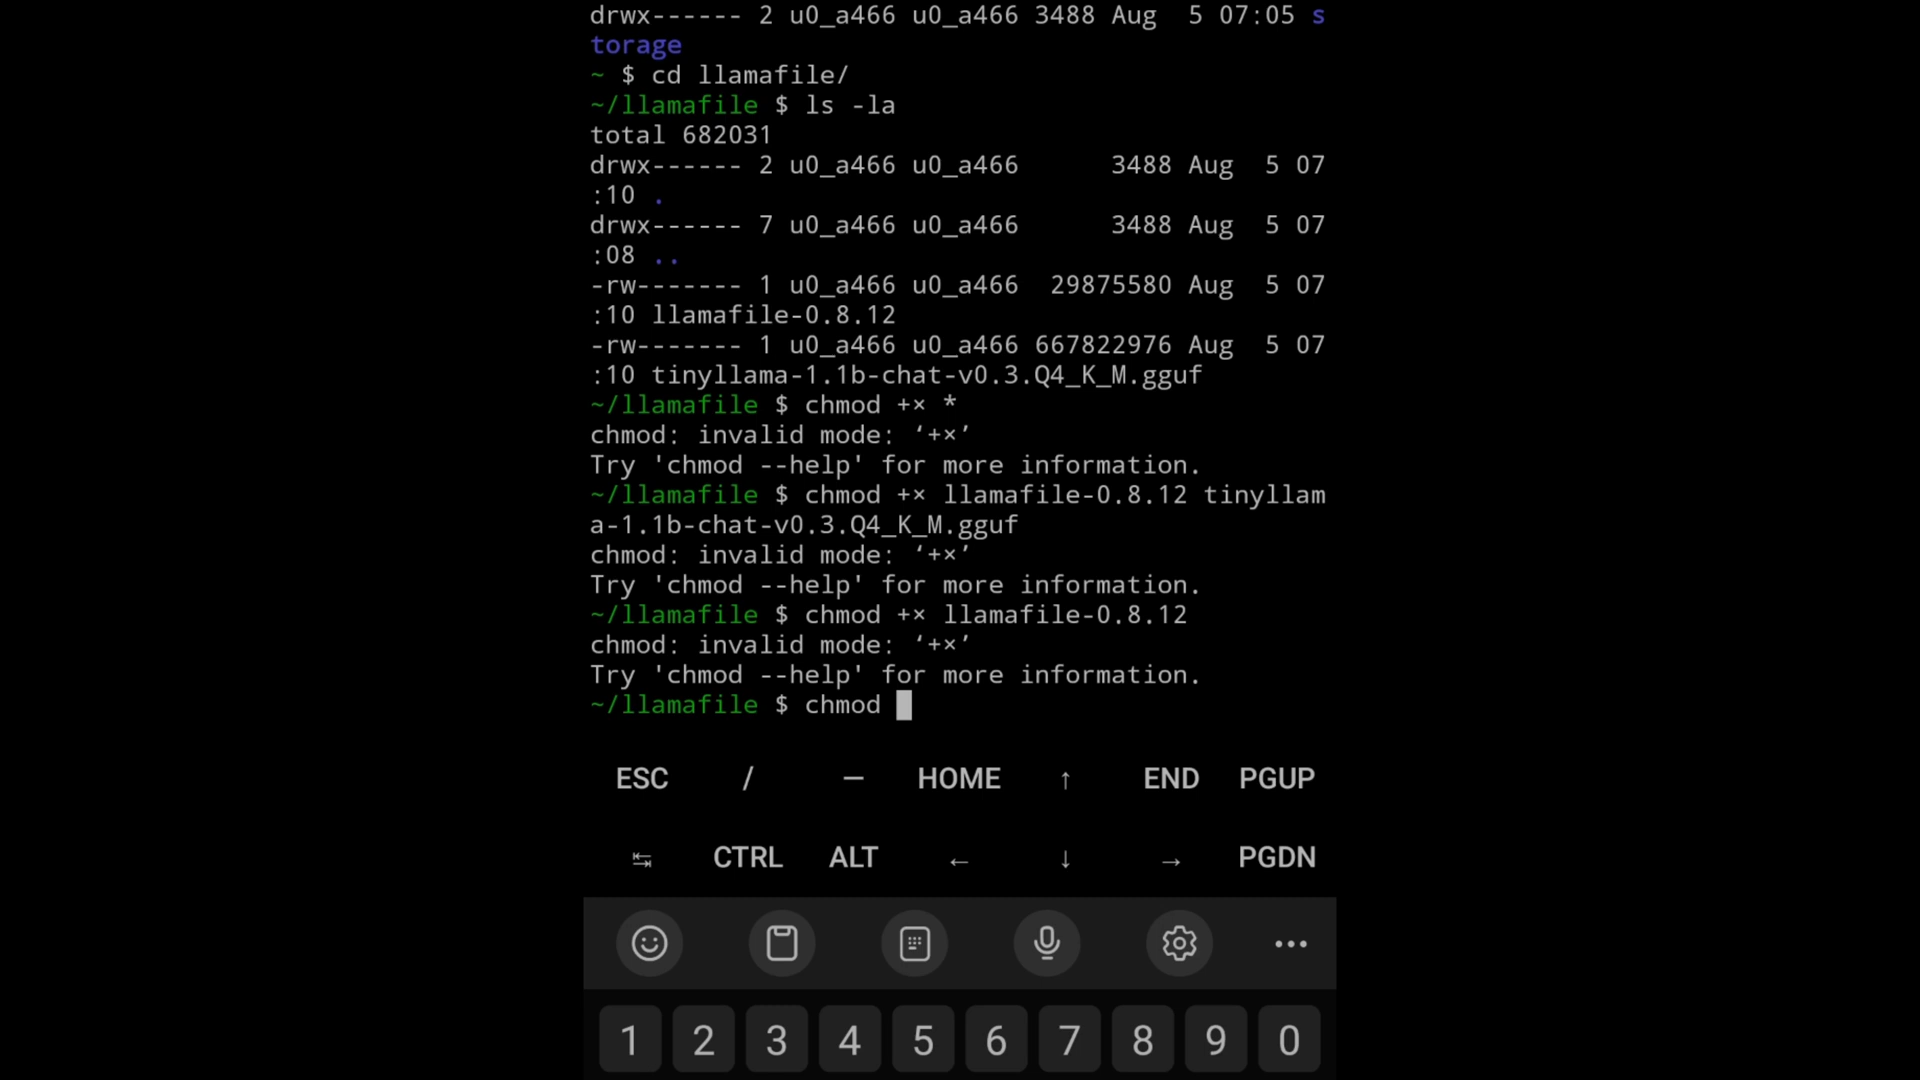 drwx------ 2 u0_a466 u0_a466 3488 Aug  5 07:05 s
torage
~ $ cd llamafile/
~/llamafile $ ls -la
total 682031
drwx------ 2 u0_a466 u0_a466      3488 Aug  5 07
:10 .
drwx------ 7 u0_a466 u0_a466      3488 Aug  5 07
:08 ..
-rw------- 1 u0_a466 u0_a466  29875580 Aug  5 07
:10 llamafile-0.8.12
-rw------- 1 u0_a466 u0_a466 667822976 Aug  5 07
:10 tinyllama-1.1b-chat-v0.3.Q4_K_M.gguf
~/llamafile $ chmod +× *
chmod: invalid mode: ‘+×’
Try 'chmod --help' for more information.
~/llamafile $ chmod +× llamafile-0.8.12 tinyllam
a-1.1b-chat-v0.3.Q4_K_M.gguf
chmod: invalid mode: ‘+×’
Try 'chmod --help' for more information.
~/llamafile $ chmod +× llamafile-0.8.12
chmod: invalid mode: ‘+×’
Try 'chmod --help' for more information.
~/llamafile $ chmod
ESC / — HOME ↑ END PGUP
↹ CTRL ALT ← ↓ → PGDN
1 2 3 4 5 6 7 8 9 0